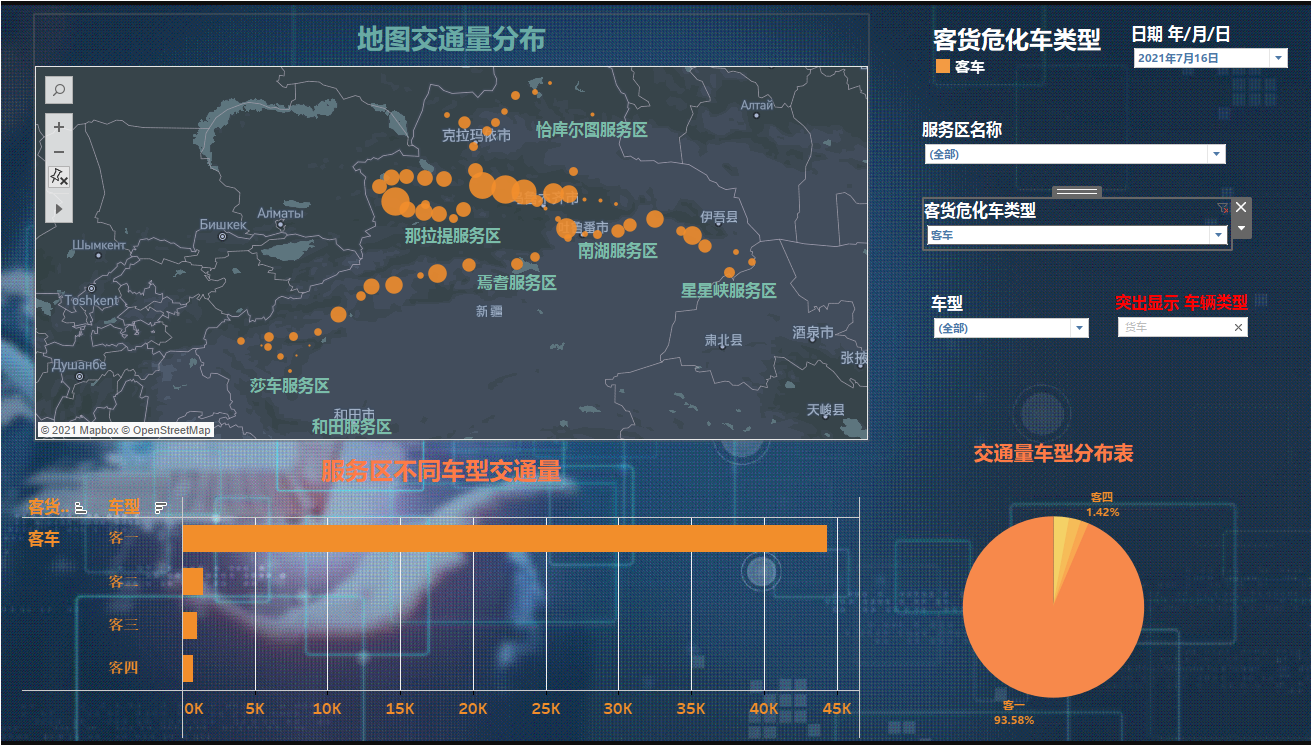 地图交通量分布
客货危化车类型
客车
日期 年/月/日
2021年7月16日
服务区名称
(全部)
客货危化车类型
客车
车型
(全部)
突出显示 车辆类型
货车
Алтай
克拉玛依市
恰库尔图服务区
Алматы
Бишкек
伊吾县
那拉提服务区
南湖服务区
Шымкент
焉耆服务区
星星峡服务区
Toshkent
新疆
酒泉市
肃北县
张掖
Душанбе
莎车服务区
和田市
天峻县
和田服务区
© 2021 Mapbox © OpenStreetMap
服务区不同车型交通量
客货..
车型
客车
客一
客二
客三
客四
0K 5K 10K 15K 20K 25K 30K 35K 40K 45K
交通量车型分布表
客四
1.42%
客一
93.58%